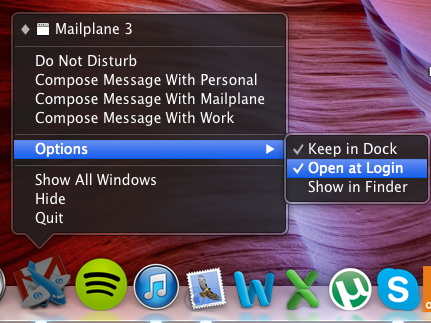 Mailplane 3
Do Not Disturb
Compose Message With Personal
Compose Message With Mailplane
Compose Message With Work
Options
Keep in Dock
Open at Login
Show in Finder
Show All Windows
Hide
Quit
W
X
µ
S